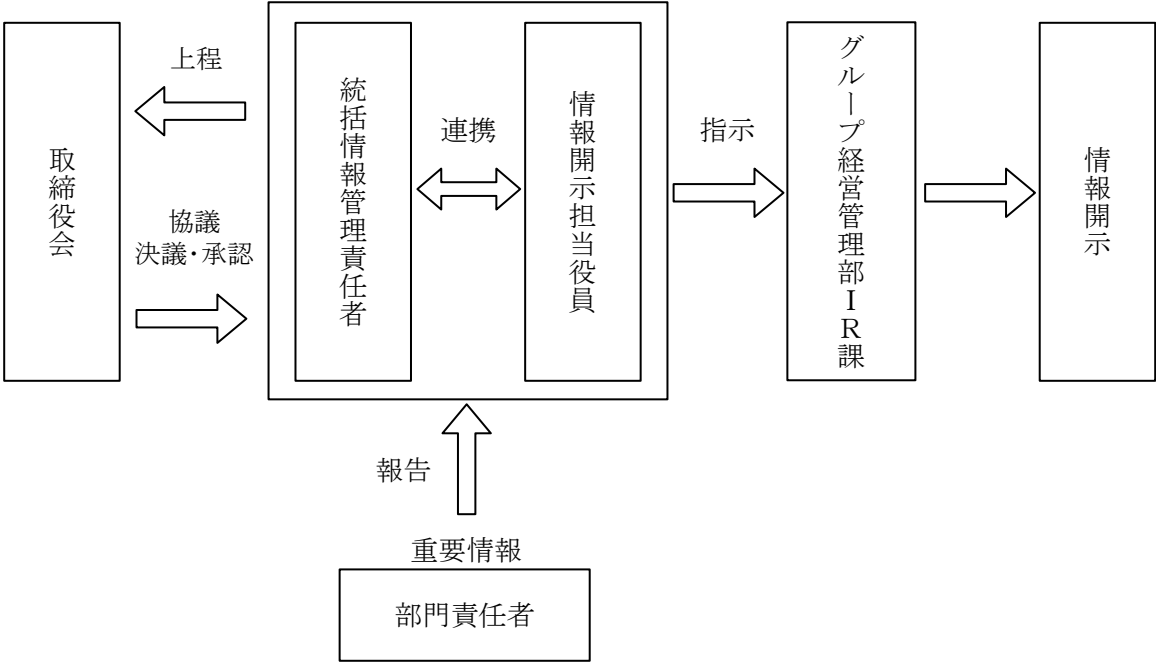 取締役会
上程
協議
決議・承認
統括情報管理責任者
連携
情報開示担当役員
指示
グループ経営管理部ＩＲ課
情報開示
報告
重要情報
部門責任者